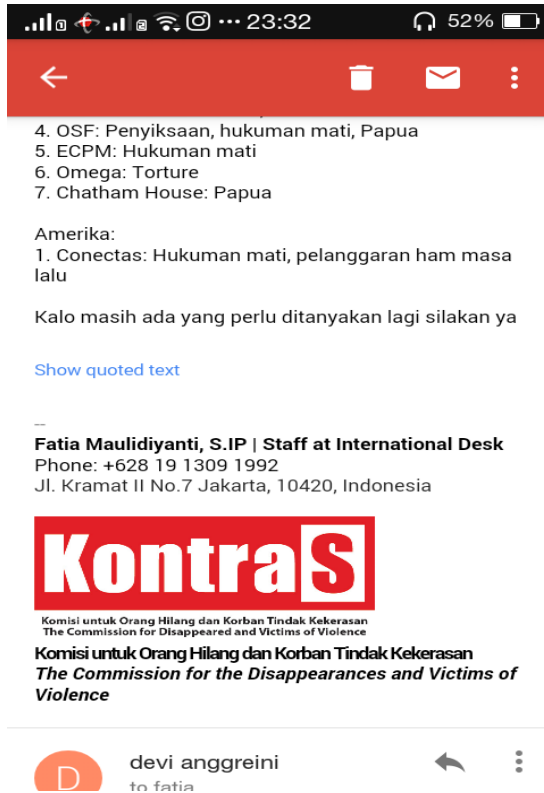 23:32
52%
4. OSF: Penyiksaan, hukuman mati, Papua
5. ECPM: Hukuman mati
6. Omega: Torture
7. Chatham House: Papua
Amerika:
1. Conectas: Hukuman mati, pelanggaran ham masa
lalu
Kalo masih ada yang perlu ditanyakan lagi silakan ya
Show quoted text
--
Fatia Maulidiyanti, S.IP | Staff at International Desk
Phone: +628 19 1309 1992
Jl. Kramat II No.7 Jakarta, 10420, Indonesia
KontraS
Komisi untuk Orang Hilang dan Korban Tindak Kekerasan
The Commission for Disappeared and Victims of Violence
Komisi untuk Orang Hilang dan Korban Tindak Kekerasan
The Commission for the Disappearances and Victims of
Violence
D
devi anggreini
to fatia